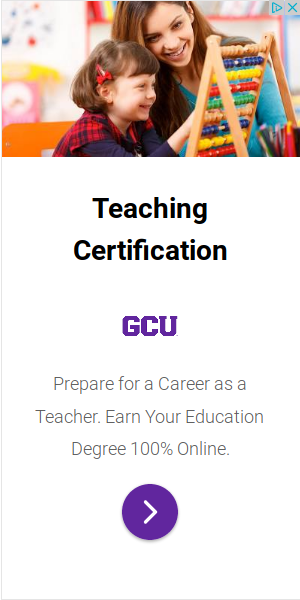 Teaching
Certification
GCU
Prepare for a Career as a
Teacher. Earn Your Education
Degree 100% Online.